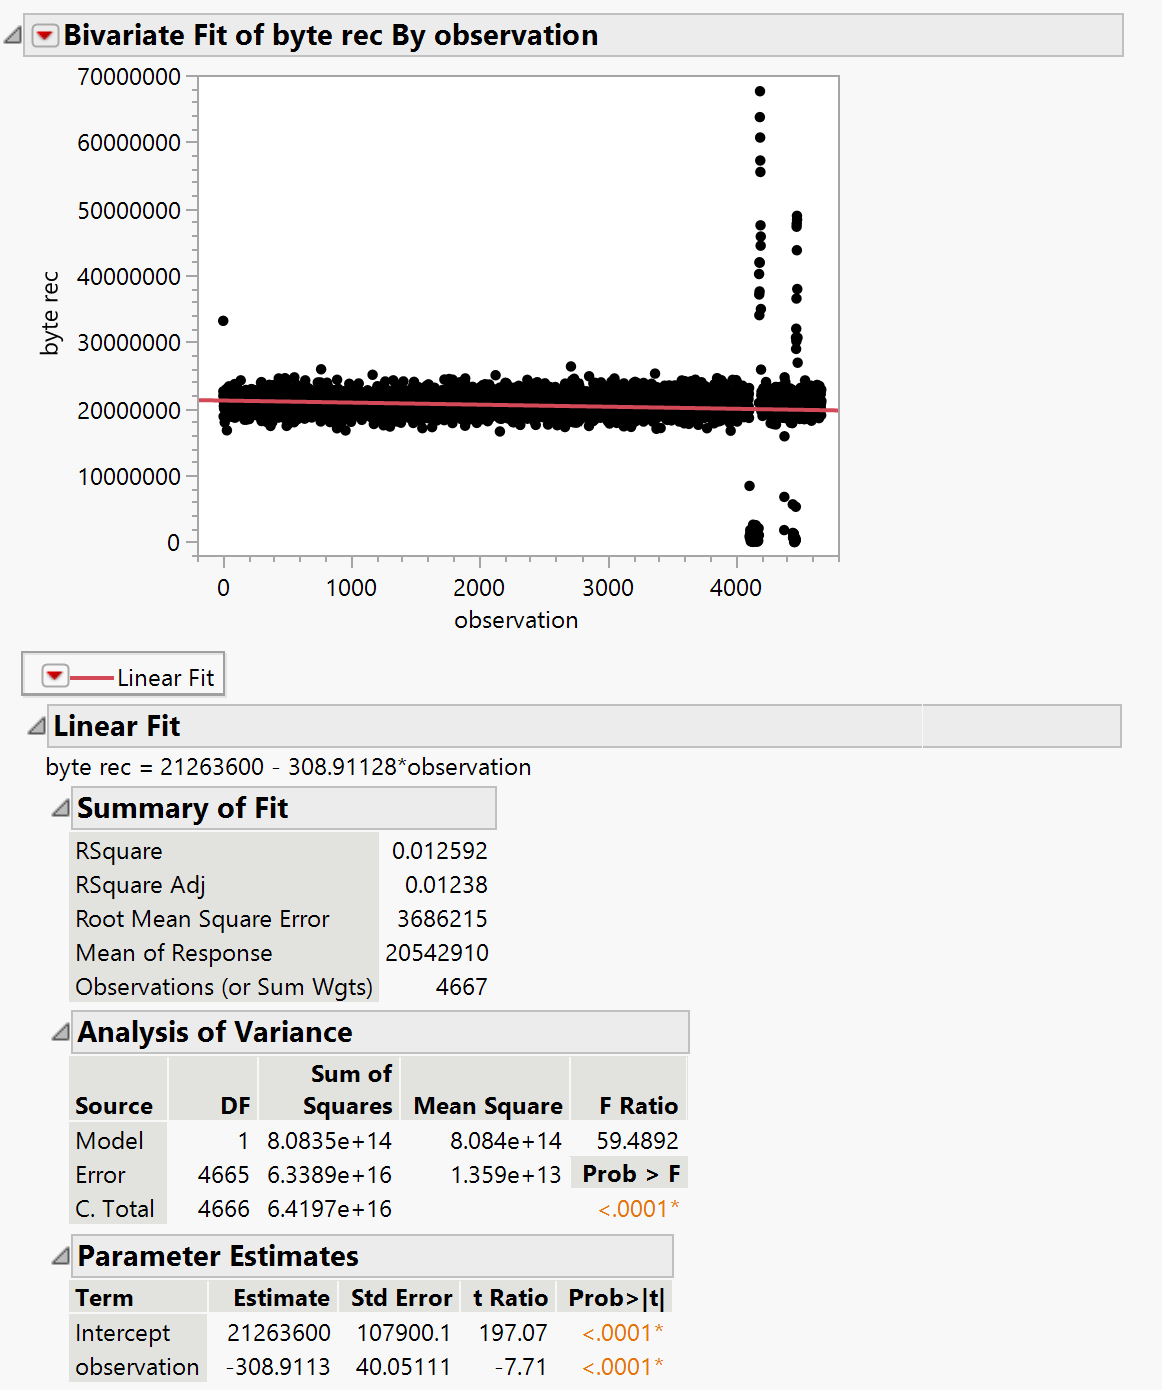 Bivariate Fit of byte rec By observation
70000000
60000000
50000000
40000000
30000000
20000000
10000000
0
byte rec
0 1000 2000 3000 4000
observation
Linear Fit
Linear Fit
byte rec = 21263600 - 308.91128*observation
Summary of Fit
RSquare 0.012592
RSquare Adj 0.01238
Root Mean Square Error 3686215
Mean of Response 20542910
Observations (or Sum Wgts) 4667
Analysis of Variance
Sum of
Source DF Squares Mean Square F Ratio
Model 1 8.0835e+14 8.084e+14 59.4892
Error 4665 6.3389e+16 1.359e+13 Prob > F
C. Total 4666 6.4197e+16 <.0001*
Parameter Estimates
Term Estimate Std Error t Ratio Prob>|t|
Intercept 21263600 107900.1 197.07 <.0001*
observation -308.9113 40.05111 -7.71 <.0001*